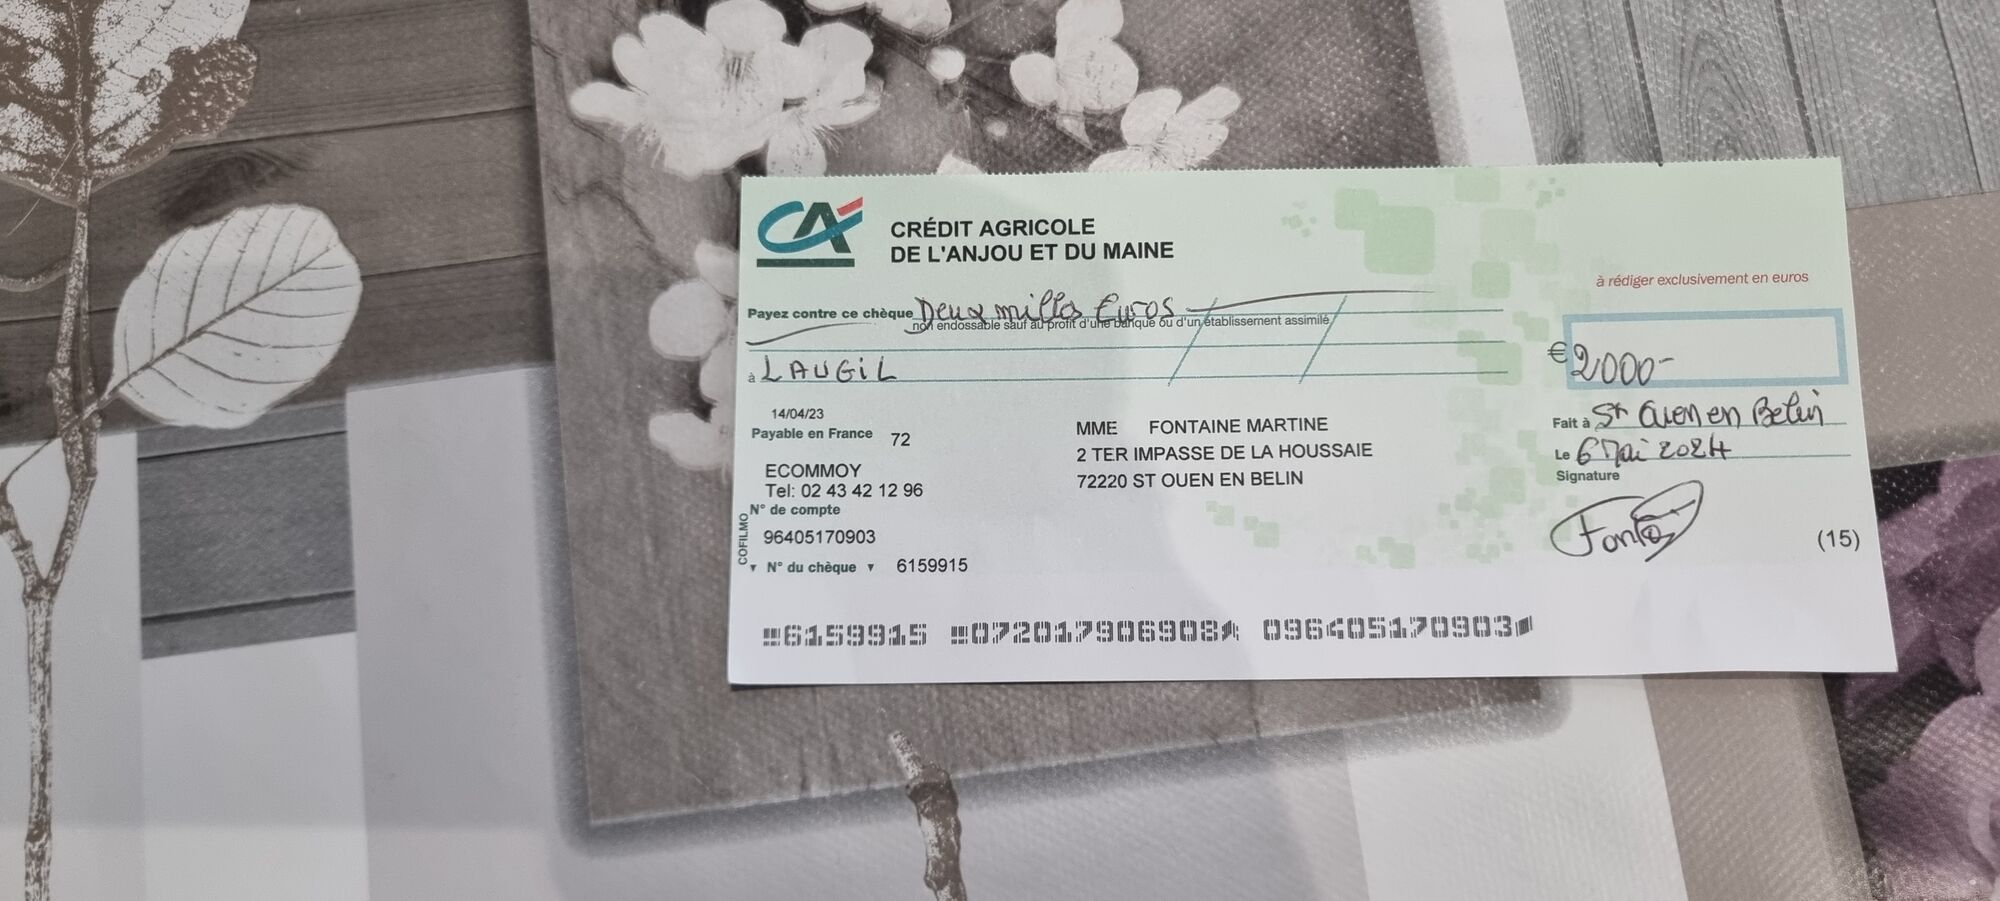 CA
CRÉDIT AGRICOLE
DE L'ANJOU ET DU MAINE
à rédiger exclusivement en euros
Payez contre ce chèque Deux milles Euros
non endossable sauf au profit d'une banque ou d'un établissement assimilé
€ 2000-
à LAUGIL
Fait à St Ouen en Belin
Le 6 Mai 2024
Signature
Fonta
14/04/23
Payable en France 72
ECOMMOY
Tel: 02 43 42 12 96
MME FONTAINE MARTINE
2 TER IMPASSE DE LA HOUSSAIE
72220 ST OUEN EN BELIN
N° de compte
96405170903
COFILMO
N° du chèque 6159915
(15)
6159915 072017906908 096405170903